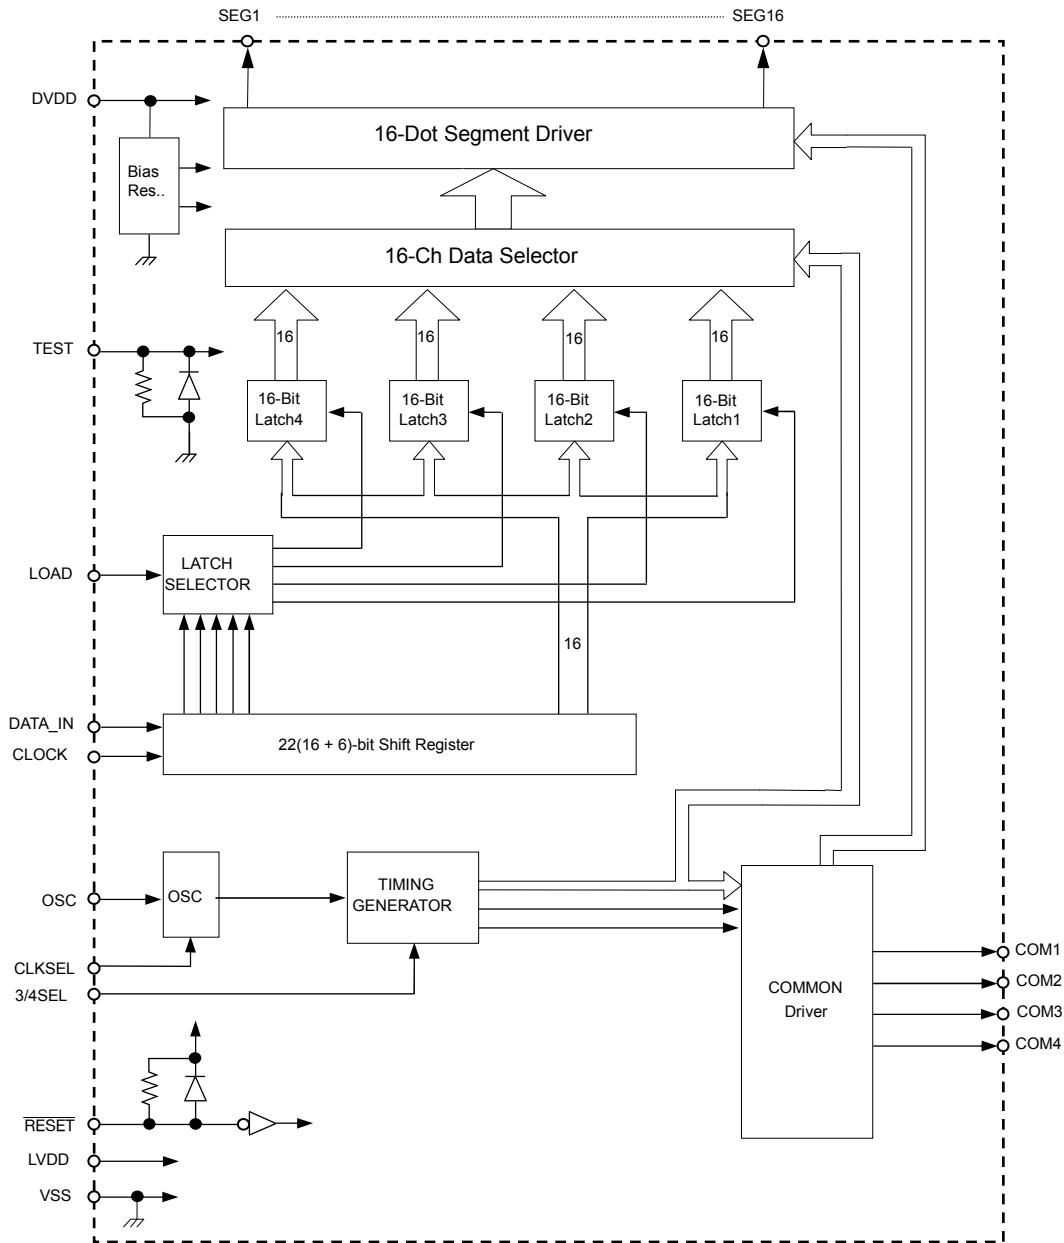 SEG1
SEG16
DVDD
16-Dot Segment Driver
Bias
Res..
16-Ch Data Selector
TEST
16
16
16
16
16-Bit
Latch4
16-Bit
Latch3
16-Bit
Latch2
16-Bit
Latch1
LOAD
LATCH
SELECTOR
16
DATA_IN
CLOCK
22(16 + 6)-bit Shift Register
OSC
OSC
TIMING
GENERATOR
CLKSEL
3/4SEL
COMMON
Driver
COM1
COM2
COM3
COM4
RESET
LVDD
VSS